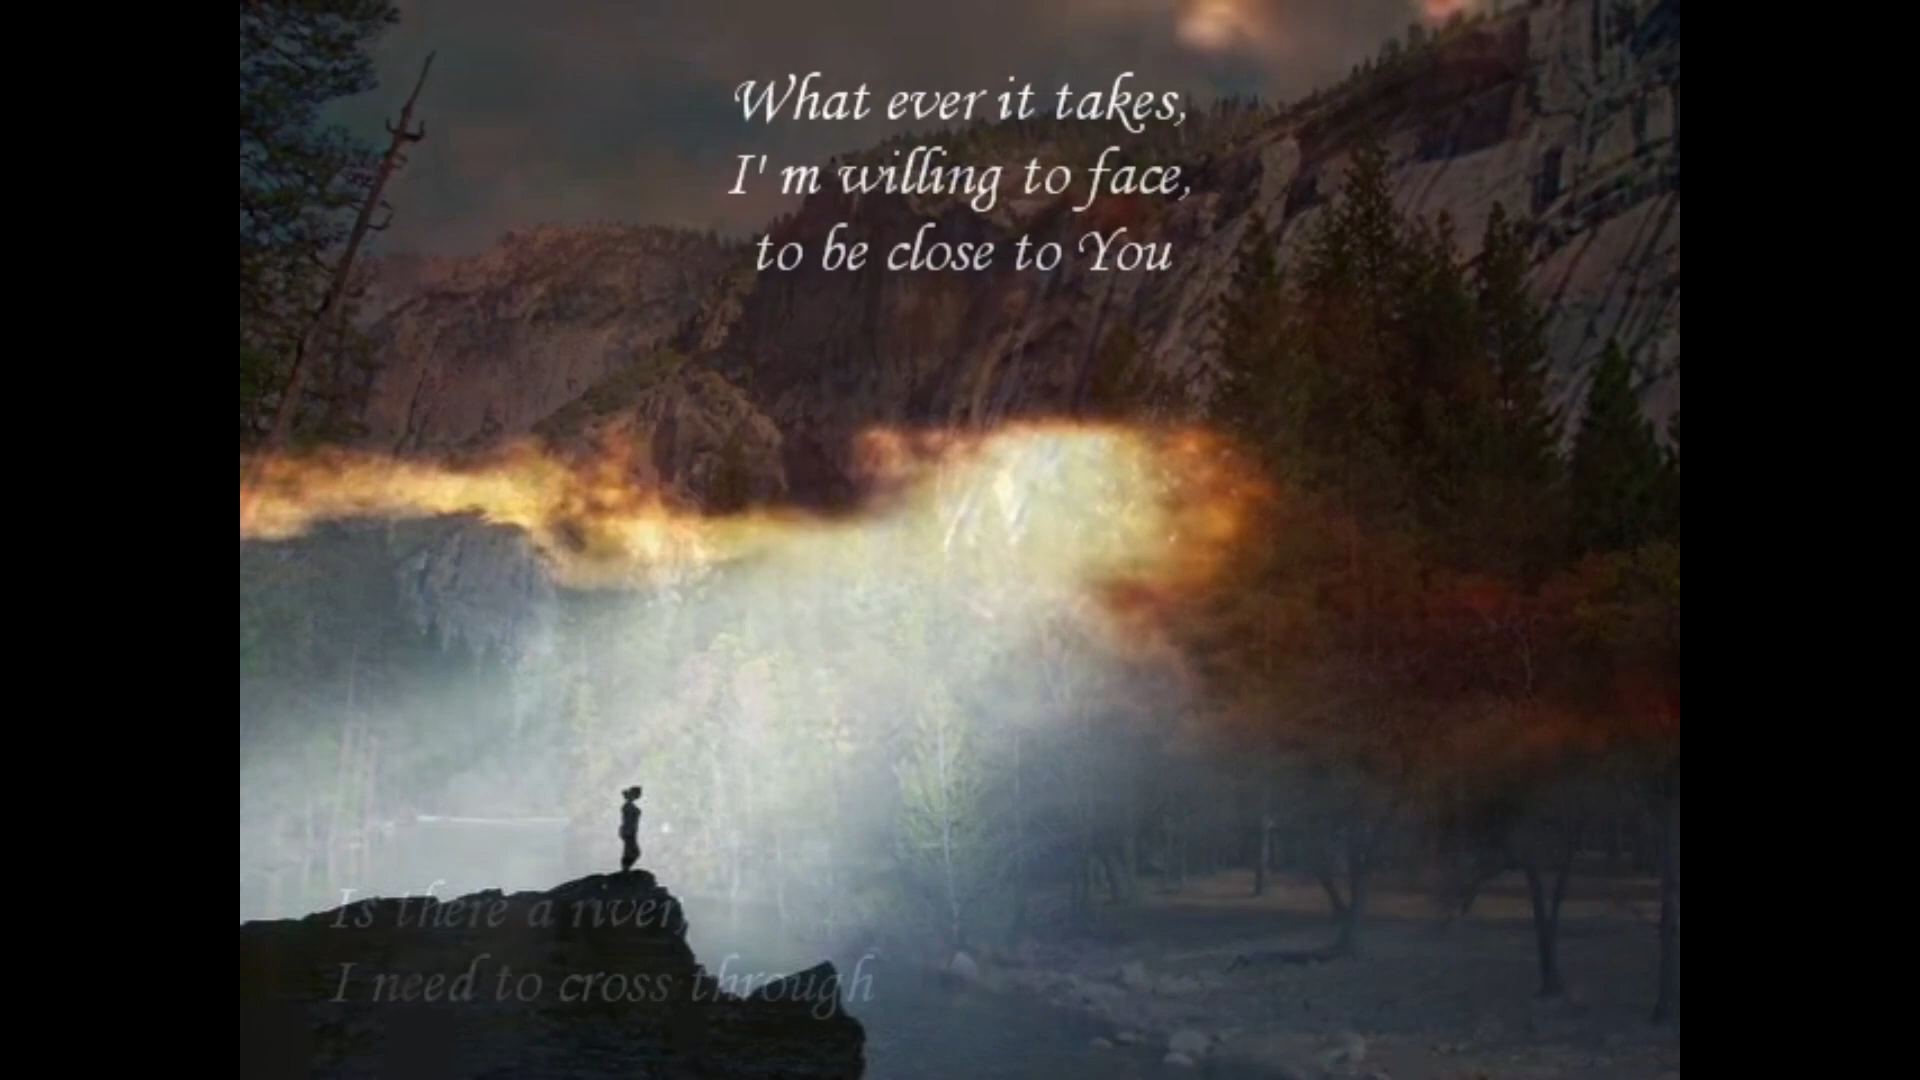 What ever it takes,
I' m willing to face,
to be close to You
Is there a river,
I need to cross through